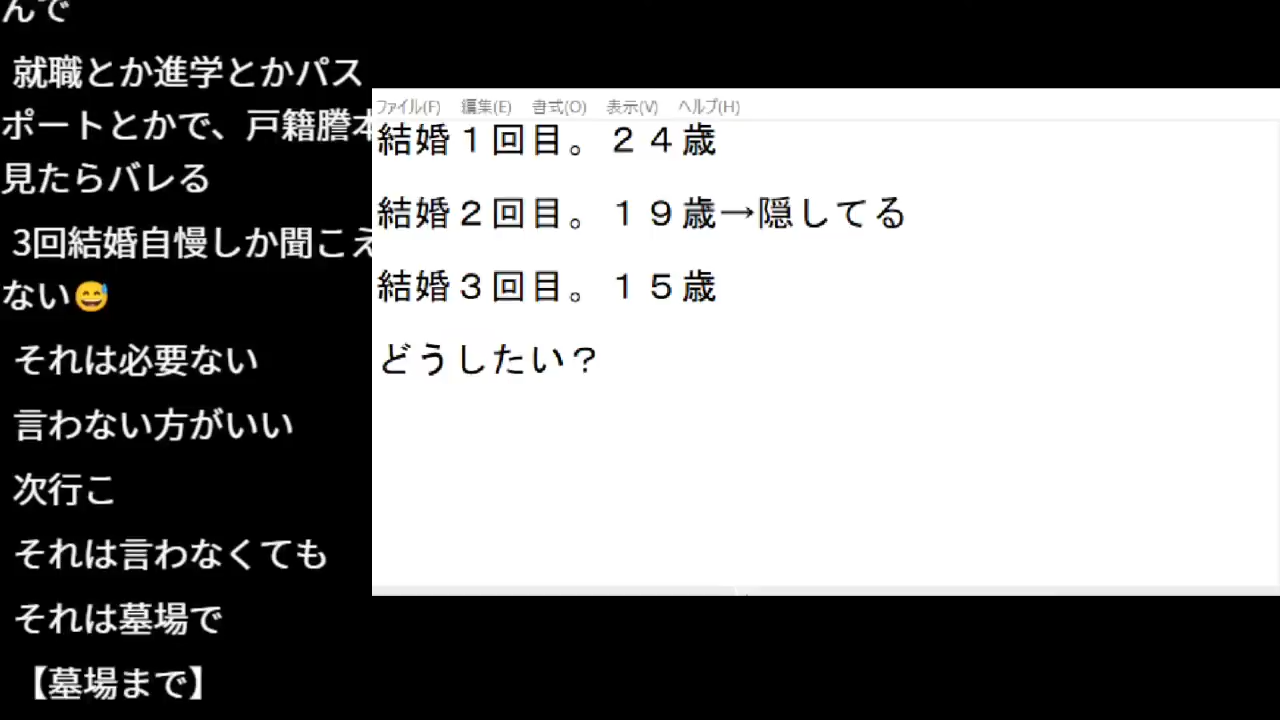 んで
就職とか進学とかパス
ポートとかで、戸籍謄本
見たらバレる
3回結婚自慢しか聞こえ
ない😅
それは必要ない
言わない方がいい
次行こ
それは言わなくても
それは墓場で
【墓場まで】
ファイル(F) 編集(E) 書式(O) 表示(V) ヘルプ(H)
結婚１回目。２４歳
結婚２回目。１９歳→隠してる
結婚３回目。１５歳
どうしたい？